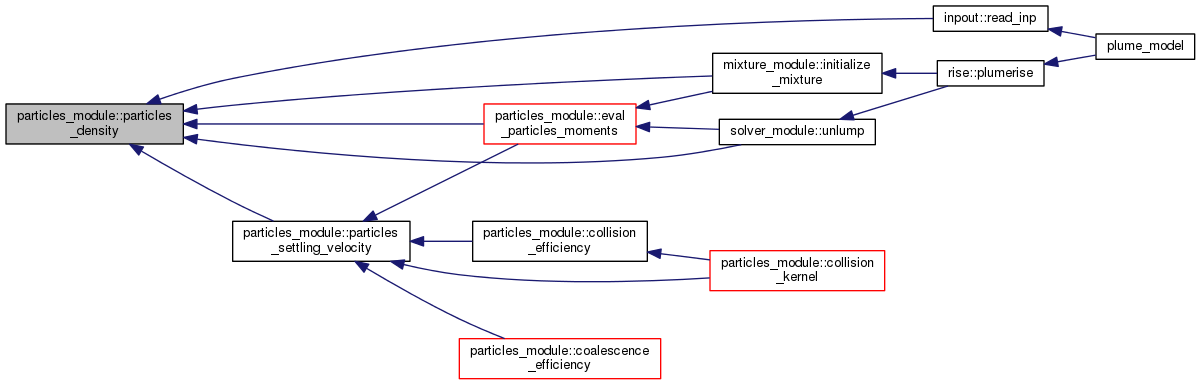 inpout::read_inp
plume_model
mixture_module::initialize
_mixture
rise::plumerise
particles_module::particles
_density
particles_module::eval
_particles_moments
solver_module::unlump
particles_module::particles
_settling_velocity
particles_module::collision
_efficiency
particles_module::collision
_kernel
particles_module::coalescence
_efficiency